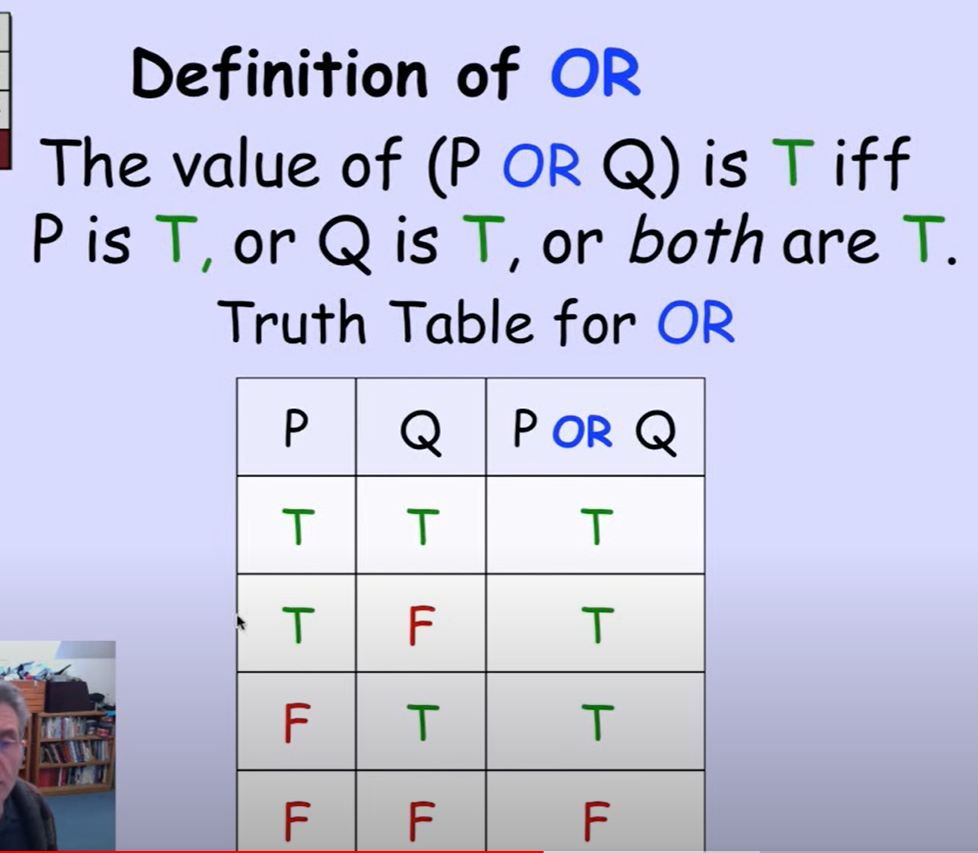 Definition of OR
The value of (P OR Q) is T iff
P is T, or Q is T, or both are T.
Truth Table for OR
P Q P OR Q
T T T
T F T
F T T
F F F